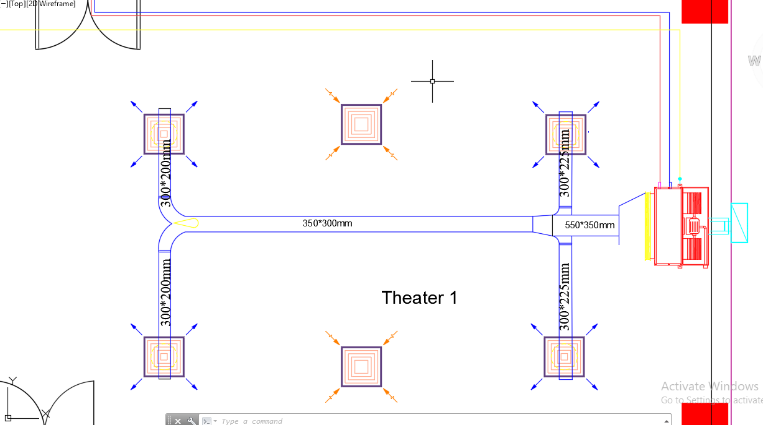 [-][Top][2D Wireframe]
W
300*200mm
300*225mm
350*300mm
550*350mm
300*200mm
300*225mm
Theater 1
Activate Windows
Go to Settings to activate
Y
X
Type a command